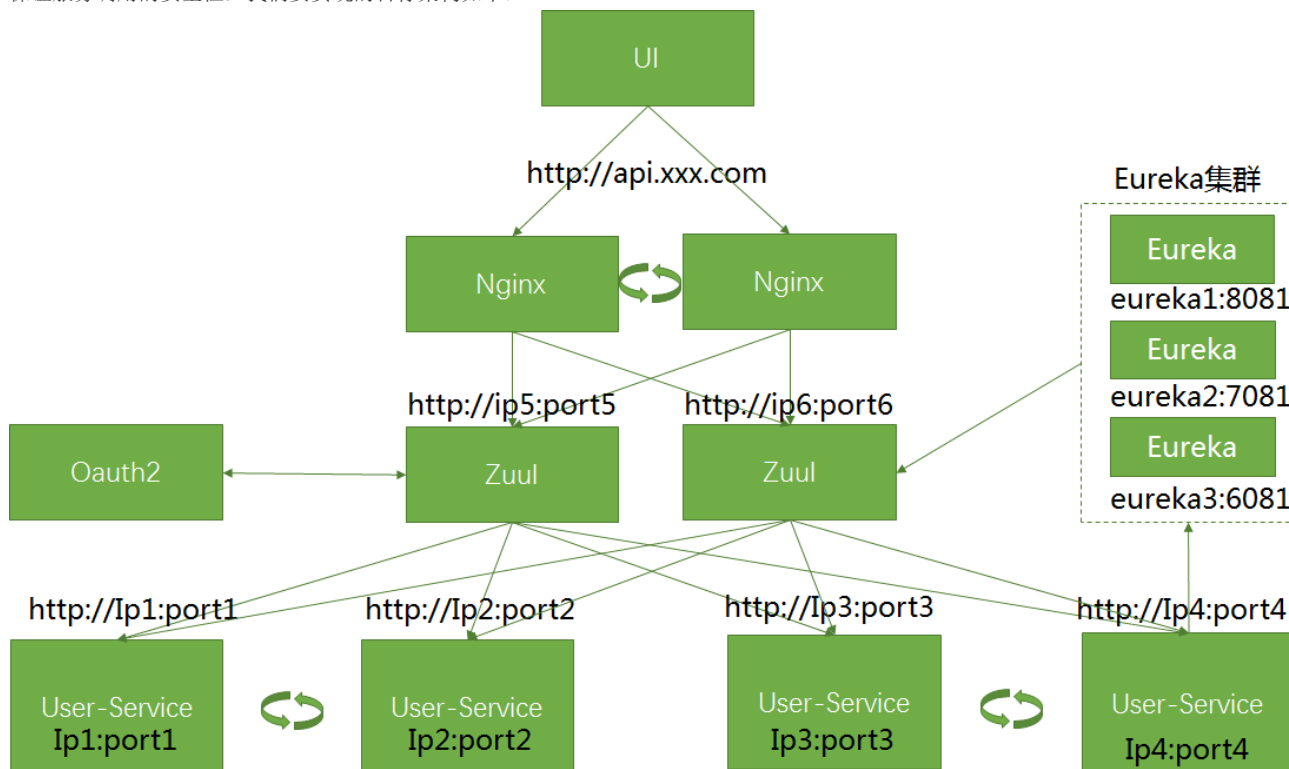 UI
http://api.xxx.com
Eureka集群
Nginx
Nginx
Eureka
eureka1:8081
Eureka
eureka2:7081
Eureka
eureka3:6081
http://ip5:port5
http://ip6:port6
Oauth2
Zuul
Zuul
http://Ip1:port1
http://Ip2:port2
http://Ip3:port3
http://Ip4:port4
User-Service
Ip1:port1
User-Service
Ip2:port2
User-Service
Ip3:port3
User-Service
Ip4:port4